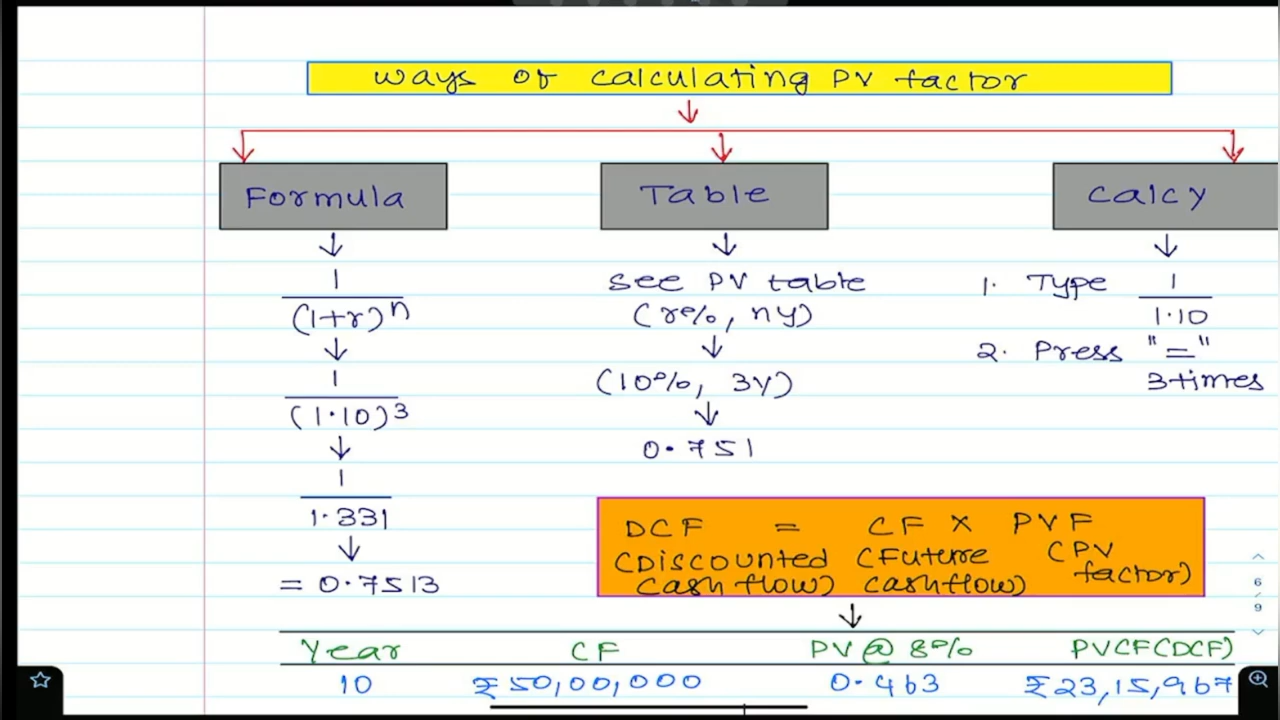 ways of calculating PV factor
Formula
1
(1+r)^n
1
(1.10)^3
1
1.331
= 0.7513
Table
See PV table
(r%, ny)
(10%, 3Y)
0.751
Calcy
1. Type 1
1.10
2. Press "="
3 times
DCF = CF X PVF
(Discounted (Future (PV
cash flow) cashflow) factor)
Year CF PV@ 8% PVCF(DCF)
10 ₹50,00,000 0.463 ₹23,15,967
6
9